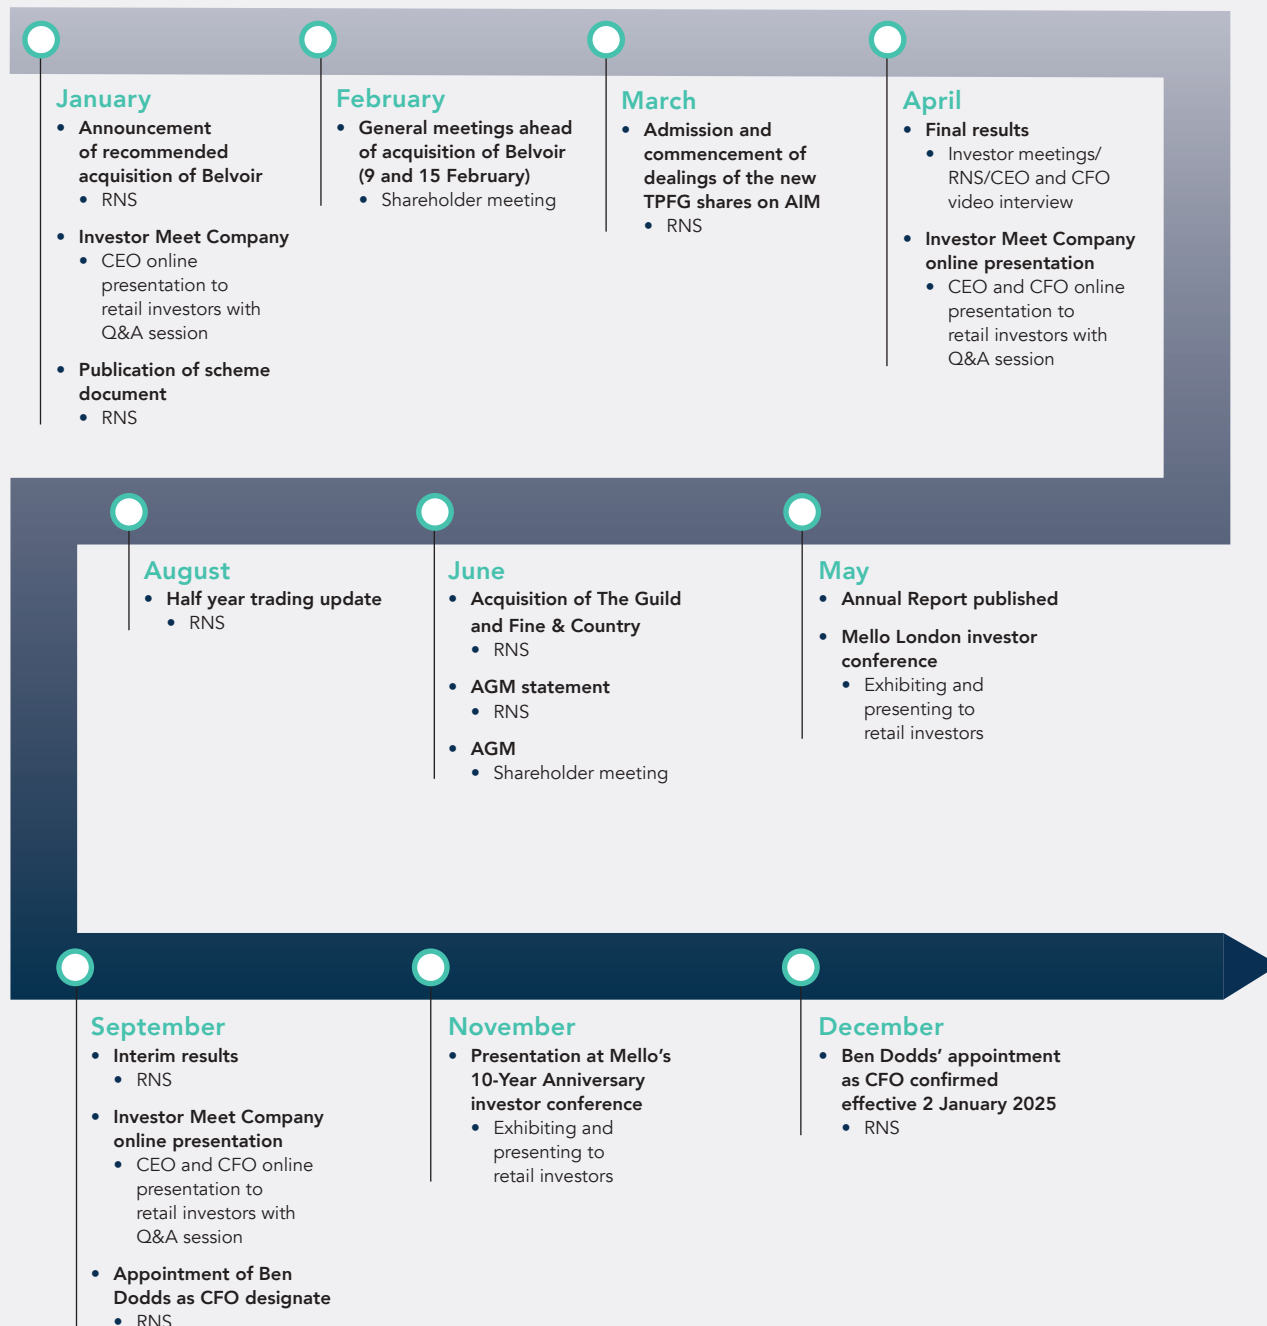 January
• Announcement
of recommended
acquisition of Belvoir
• RNS
• Investor Meet Company
• CEO online
presentation to
retail investors with
Q&A session
• Publication of scheme
document
• RNS
February
• General meetings ahead
of acquisition of Belvoir
(9 and 15 February)
• Shareholder meeting
March
• Admission and
commencement of
dealings of the new
TPFG shares on AIM
• RNS
April
• Final results
• Investor meetings/
RNS/CEO and CFO
video interview
• Investor Meet Company
online presentation
• CEO and CFO online
presentation to
retail investors with
Q&A session
May
• Annual Report published
• Mello London investor
conference
• Exhibiting and
presenting to
retail investors
June
• Acquisition of The Guild
and Fine & Country
• RNS
• AGM statement
• RNS
• AGM
• Shareholder meeting
August
• Half year trading update
• RNS
September
• Interim results
• RNS
• Investor Meet Company
online presentation
• CEO and CFO online
presentation to
retail investors with
Q&A session
• Appointment of Ben
Dodds as CFO designate
• RNS
November
• Presentation at Mello’s
10-Year Anniversary
investor conference
• Exhibiting and
presenting to
retail investors
December
• Ben Dodds’ appointment
as CFO confirmed
effective 2 January 2025
• RNS